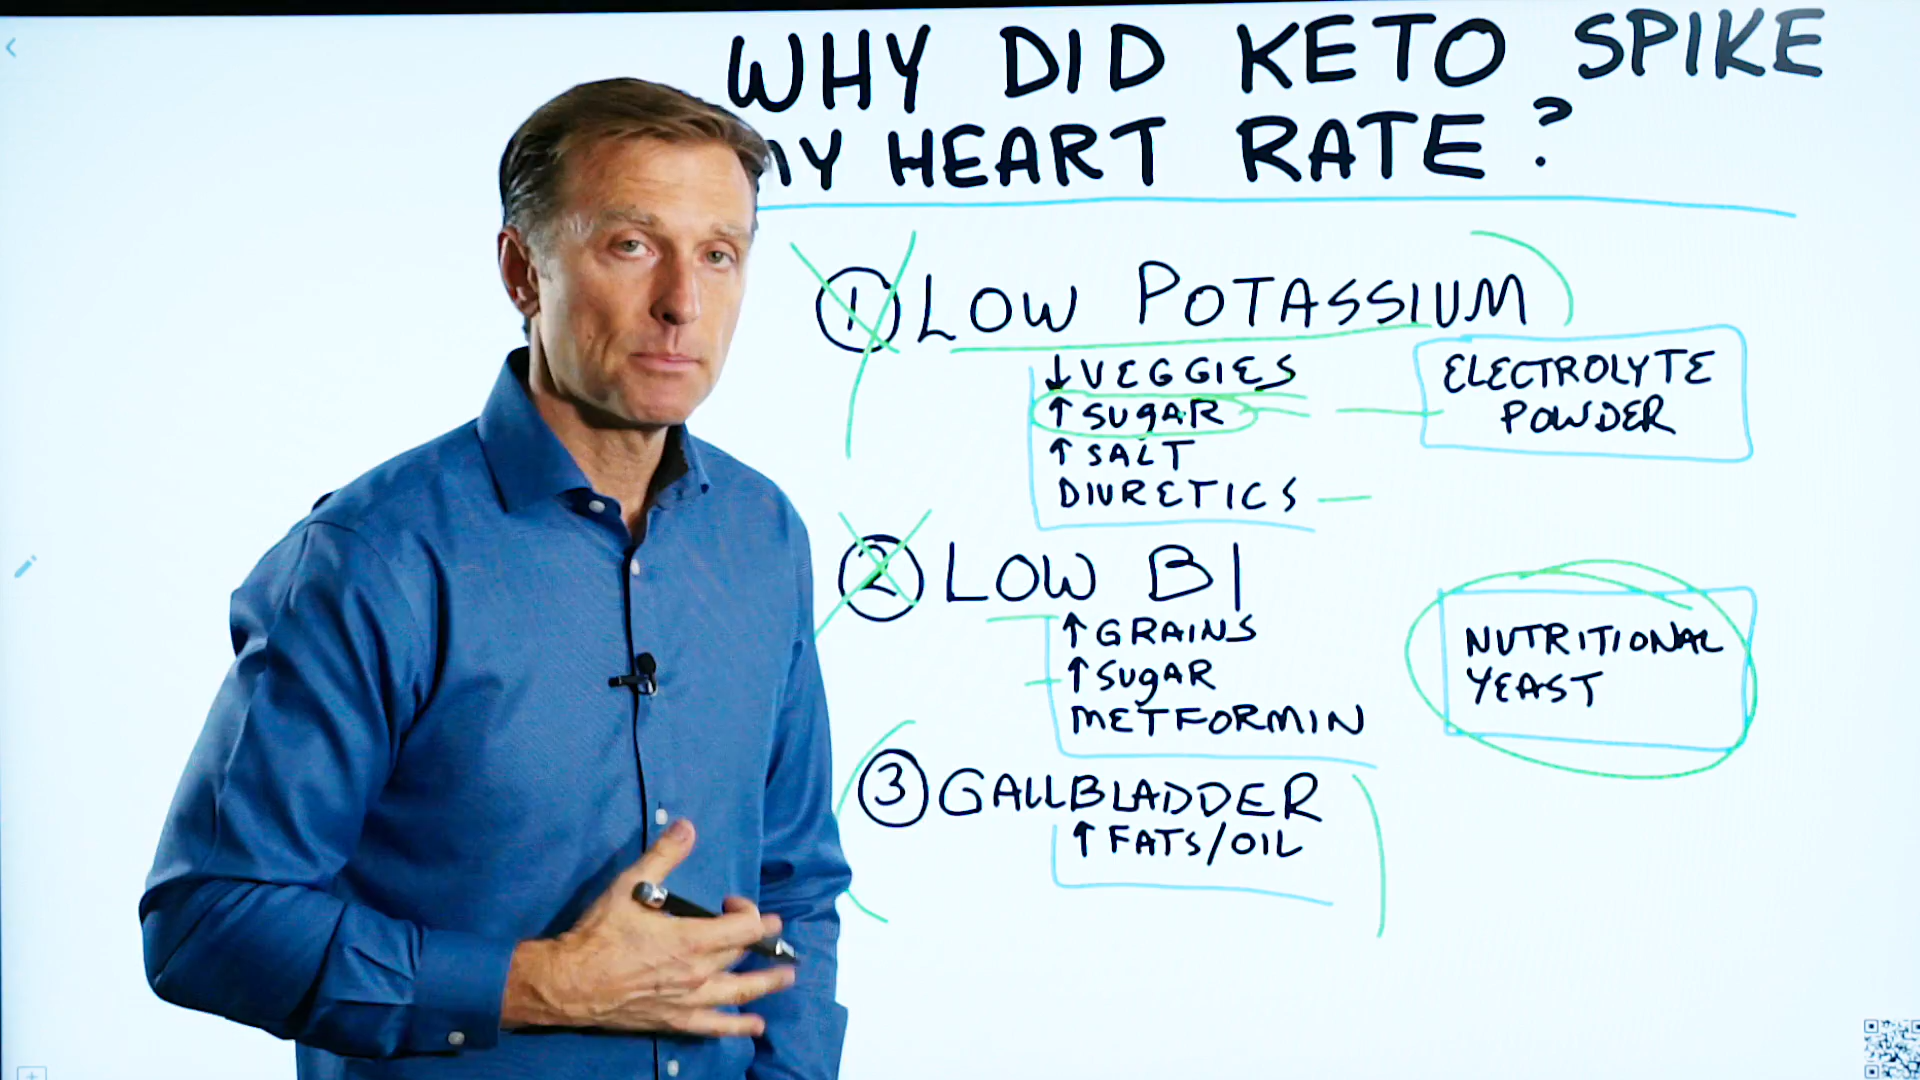 WHY DID KETO SPIKE
MY HEART RATE?
1 LOW POTASSIUM
↓ VEGGIES
↑ SUgAR
↑ SALT
DIURETICS
ELECTROLYTE
POWDER
2 LOW B1
↑ GRAINS
↑ SUgAR
METFORMIN
NUTRITIONAL
YEAST
3 GALLBLADDER
↑ FATS/OIL